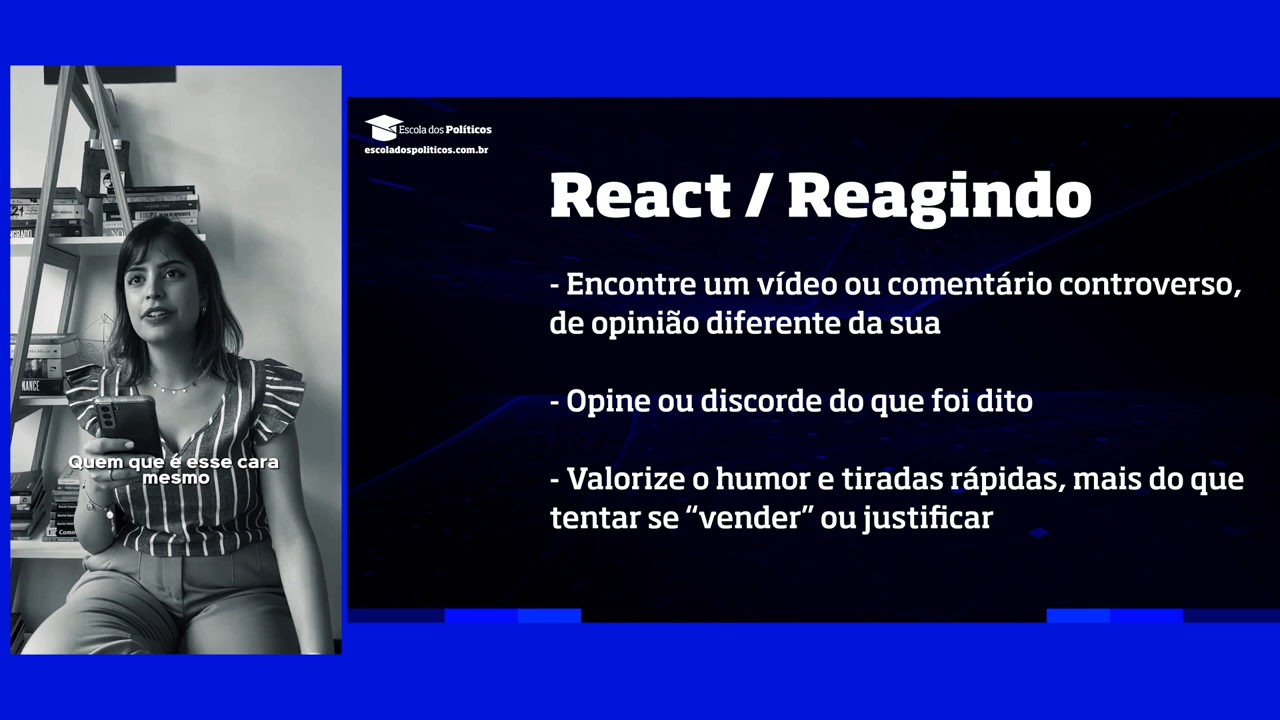 Escola dos Políticos
escoladospoliticos.com.br
React / Reagindo
- Encontre um vídeo ou comentário controverso,
de opinião diferente da sua
- Opine ou discorde do que foi dito
- Valorize o humor e tiradas rápidas, mais do que
tentar se “vender” ou justificar
Quem que é esse cara
mesmo